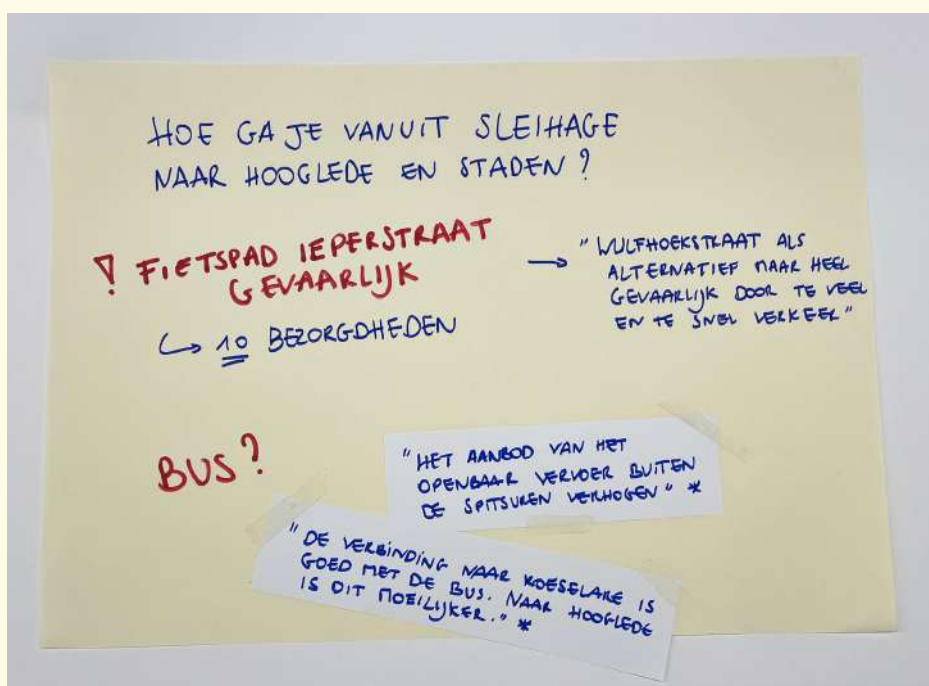 HOE GA JE VANUIT SLEIHAGE
NAAR HOOGLEDE EN STADEN?
! FIETSPAD IEPERSTRAAT
GEVAARLIJK
→ "WULFHOEKSTRAAT ALS
ALTERNATIEF MAAR HEEL
GEVAARLIJK DOOR TE VEEL
EN TE SNEL VERKEER"
↳ 10 BEZORGDHEDEN
BUS?
"HET AANBOD VAN HET
OPENBAAR VERVOER BUITEN
DE SPITSUREN VERHOGEN" *
"DE VERBINDING NAAR ROESELARE IS
GOED MET DE BUS. NAAR HOOGLEDE
IS DIT MOEILIJKER." *